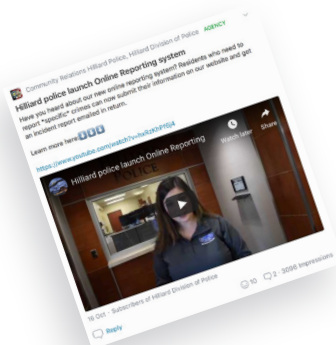 Community Relations Hilliard Police, Hilliard Division of Police AGENCY
Hilliard police launch Online Reporting system
Have you heard about our new online reporting system? Residents who need to
report *specific* crimes can now submit their information on our website and get
an incident report emailed in return.
Learn more here
https://www.youtube.com/watch?
Hilliard police launch Online Reporting
Watch later
Share
POLICE
16 Oct · Subscribers of Hilliard Division of Police
10
2 · 3096 Impressions
Reply